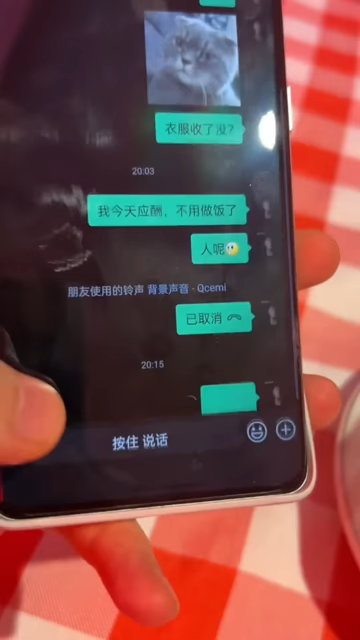 衣服收了没?
20:03
我今天应酬，不用做饭了
人呢
朋友使用的铃声 背景声音 - Qcemi
已取消
20:15
按住 说话